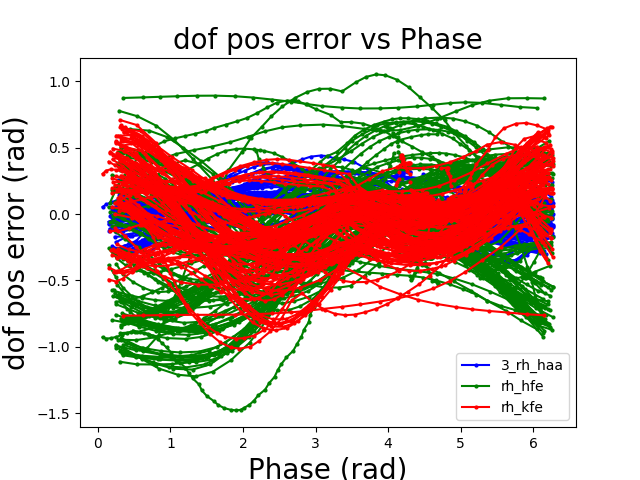 dof pos error vs Phase
dof pos error (rad)
1.0
0.5
0.0
−0.5
−1.0
−1.5
0 1 2 3 4 5 6
Phase (rad)
3_rh_haa
rh_hfe
rh_kfe